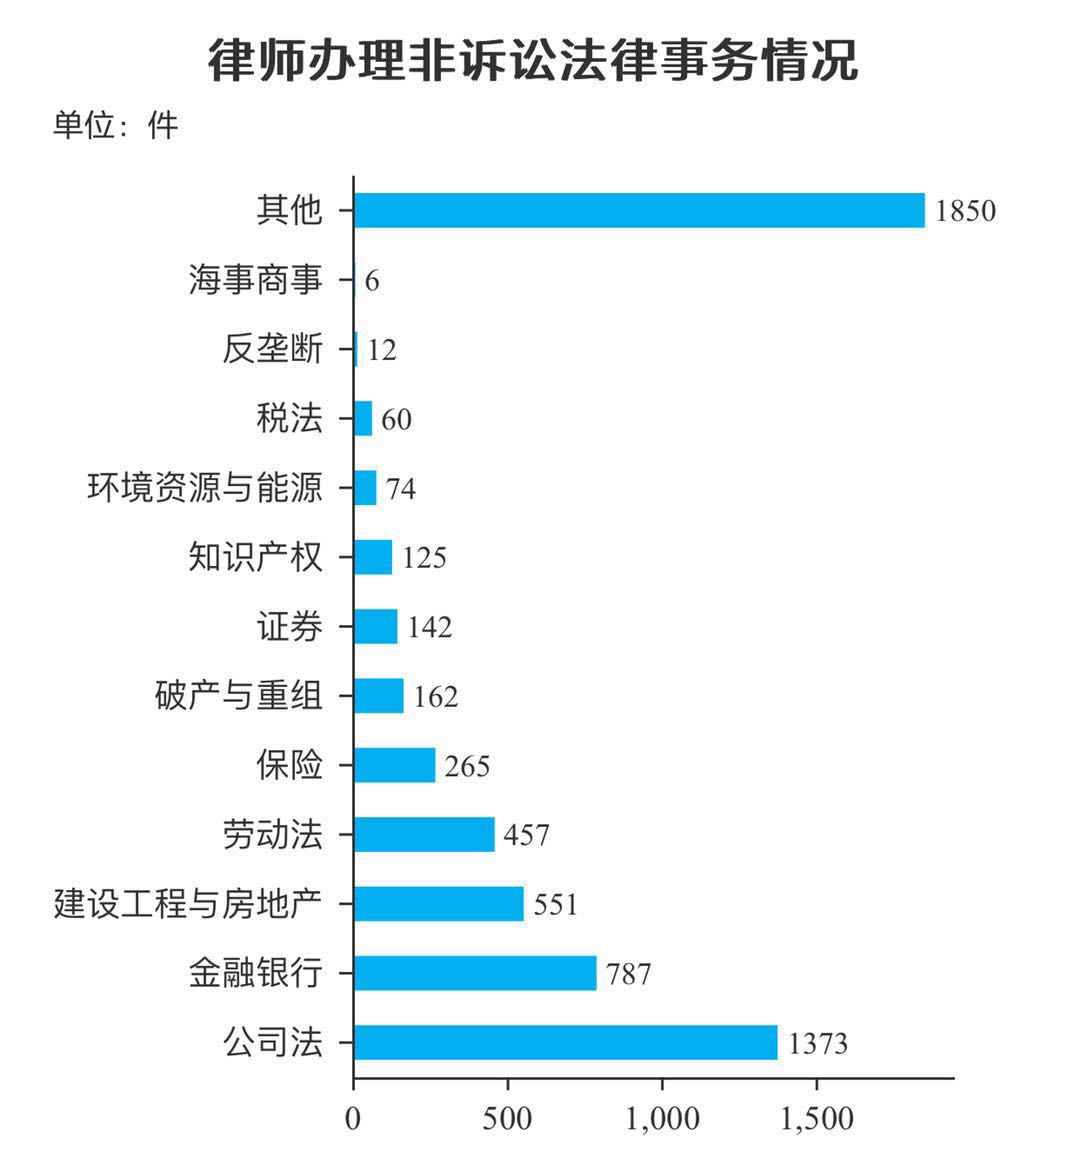 律师办理非诉讼法律事务情况
单位：件
其他 1850
海事商事 6
反垄断 12
税法 60
环境资源与能源 74
知识产权 125
证券 142
破产与重组 162
保险 265
劳动法 457
建设工程与房地产 551
金融银行 787
公司法 1373
0 500 1,000 1,500